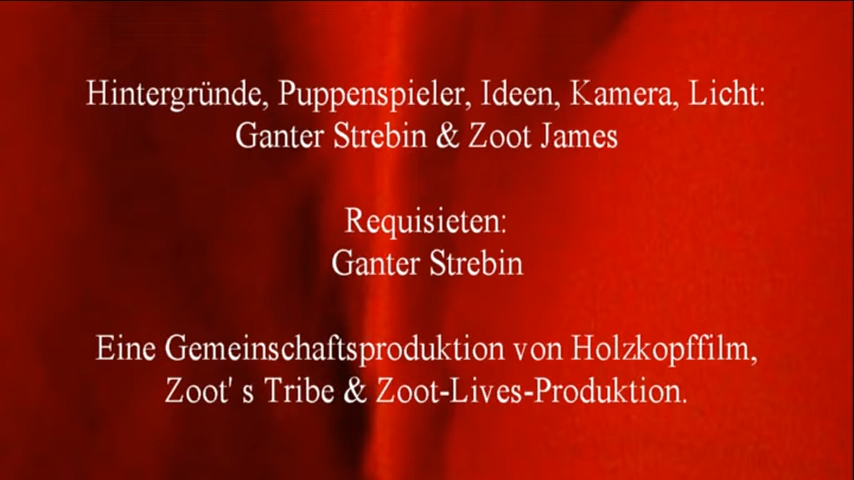 Hintergründe, Puppenspieler, Ideen, Kamera, Licht:
Ganter Strebin & Zoot James
Requisieten:
Ganter Strebin
Eine Gemeinschaftsproduktion von Holzkopffilm,
Zoot' s Tribe & Zoot-Lives-Produktion.